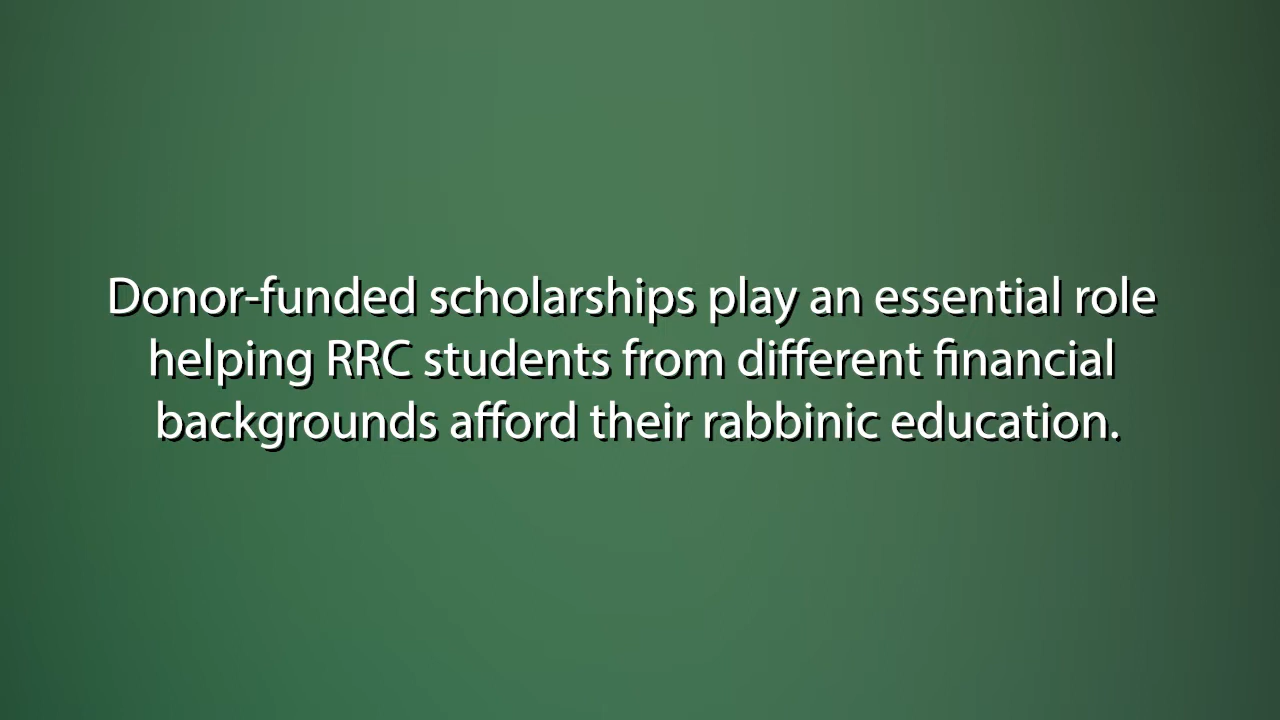 Donor-funded scholarships play an essential role
helping RRC students from different financial
backgrounds afford their rabbinic education.